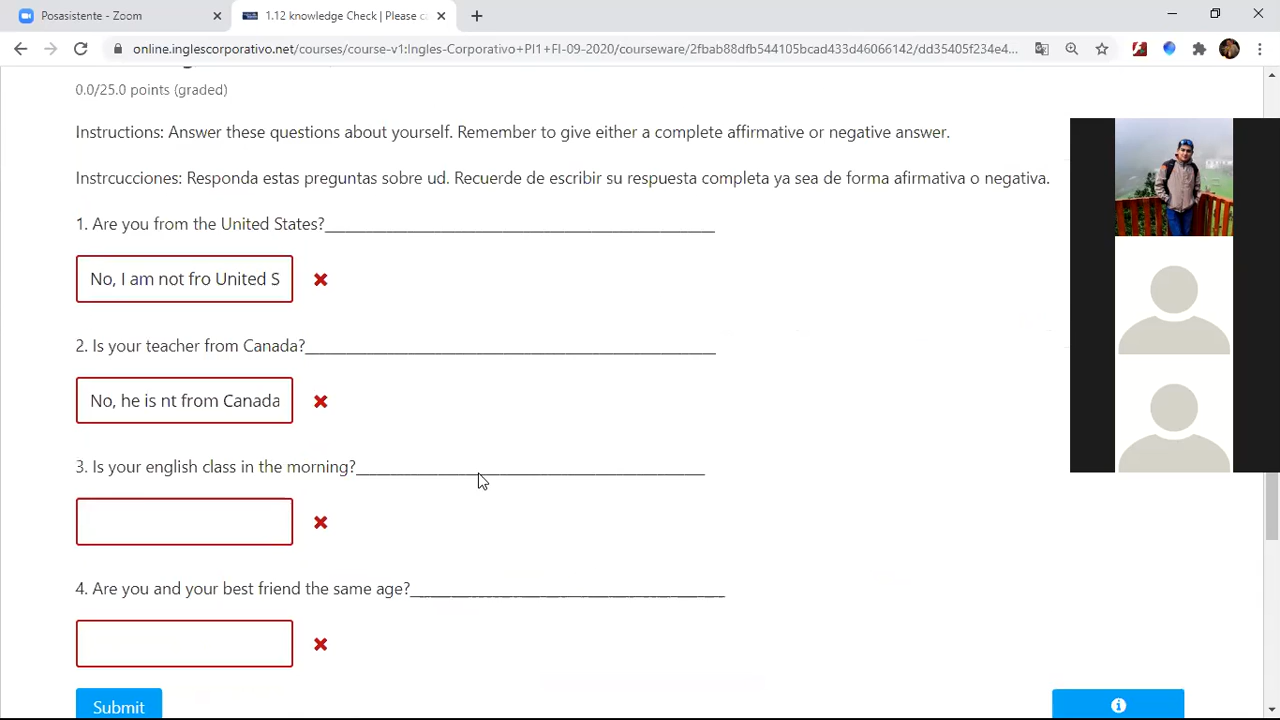 Posasistente - Zoom
1.12 knowledge Check | Please c
online.inglescorporativo.net/courses/course-v1:Ingles-Corporativo+PI1+FI-09-2020/courseware/2fbab88dfb544105bcad433d46066142/dd35405f234e4...
0.0/25.0 points (graded)
Instructions: Answer these questions about yourself. Remember to give either a complete affirmative or negative answer.
Instrcucciones: Responda estas preguntas sobre ud. Recuerde de escribir su respuesta completa ya sea de forma afirmativa o negativa.
1. Are you from the United States?
No, I am not fro United S
2. Is your teacher from Canada?
No, he is nt from Canada
3. Is your english class in the morning?
4. Are you and your best friend the same age?
Submit